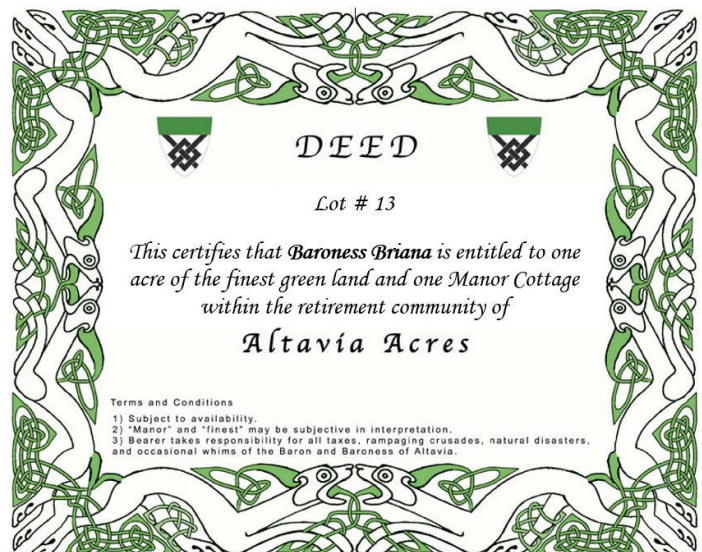 DEED
Lot # 13
This certifies that Baroness Briana is entitled to one
acre of the finest green land and one Manor Cottage
within the retirement community of
Altavia Acres
Terms and Conditions
1) Subject to availability.
2) "Manor" and "finest" may be subjective in interpretation.
3) Bearer takes responsibility for all taxes, rampaging crusades, natural disasters,
and occasional whims of the Baron and Baroness of Altavia.